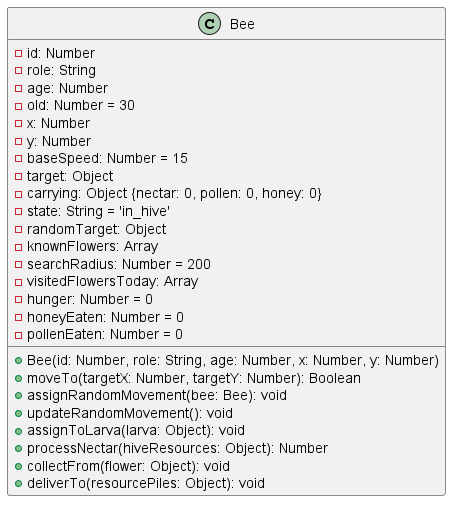 C Bee
id: Number
role: String
age: Number
old: Number = 30
x: Number
y: Number
baseSpeed: Number = 15
target: Object
carrying: Object {nectar: 0, pollen: 0, honey: 0}
state: String = 'in_hive'
randomTarget: Object
knownFlowers: Array
searchRadius: Number = 200
visitedFlowersToday: Array
hunger: Number = 0
honeyEaten: Number = 0
pollenEaten: Number = 0
Bee(id: Number, role: String, age: Number, x: Number, y: Number)
moveTo(targetX: Number, targetY: Number): Boolean
assignRandomMovement(bee: Bee): void
updateRandomMovement(): void
assignToLarva(larva: Object): void
processNectar(hiveResources: Object): Number
collectFrom(flower: Object): void
deliverTo(resourcePiles: Object): void